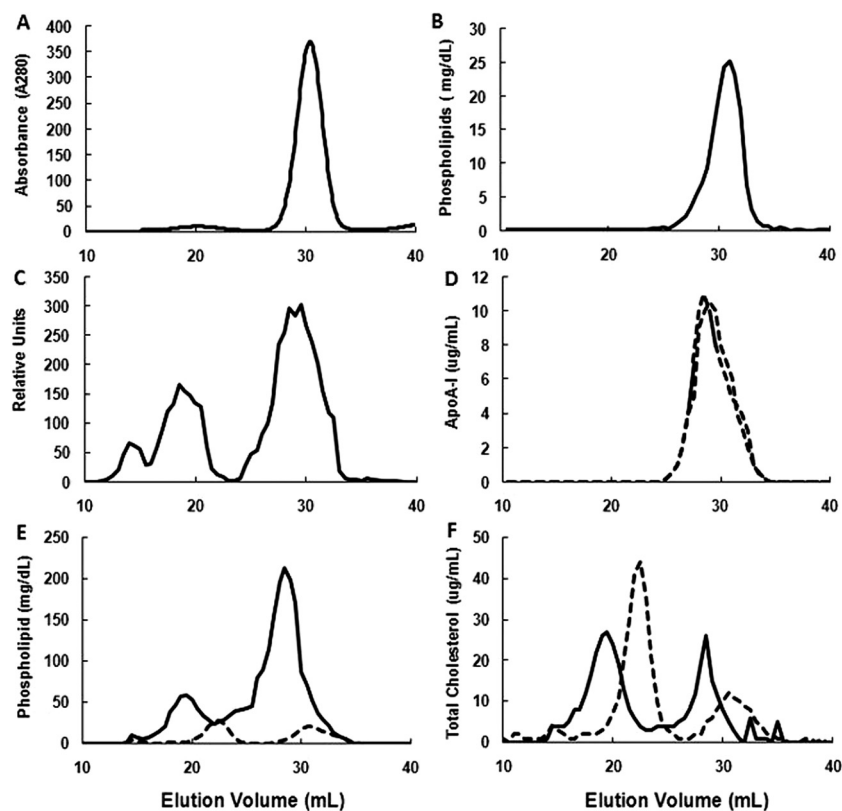 A
Absorbance (A280)
400
350
300
250
200
150
100
50
0
10 20 30 40
B
Phospholipids ( mg/dL)
30
25
20
15
10
5
0
10 20 30 40
C
Relative Units
350
300
250
200
150
100
50
0
10 20 30 40
D
ApoA-I (ug/mL)
12
10
8
6
4
2
0
10 20 30 40
E
Phospholipid (mg/dL)
250
200
150
100
50
0
10 20 30 40
Elution Volume (mL)
F
Total Cholesterol (ug/mL)
50
40
30
20
10
0
10 20 30 40
Elution Volume (mL)